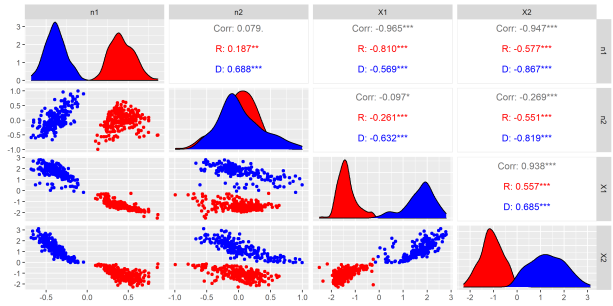 n1 n2 X1 X2
3 Corr: 0.079. Corr: -0.965*** Corr: -0.947***
2 R: 0.187** R: -0.810*** R: -0.577*** n1
1 D: 0.688*** D: -0.569*** D: -0.867***
0
1.0 Corr: -0.097* Corr: -0.269***
0.5
0.0 R: -0.261*** R: -0.551*** n2
-0.5 D: -0.632*** D: -0.819***
-1.0
3 Corr: 0.938***
2
1 R: 0.557*** X1
0
-1 D: 0.685***
-2
3
2
1 X2
0
-1
-2
-0.5 0.0 0.5 -1.0 -0.5 0.0 0.5 1.0 -2 -1 0 1 2 3 -2 -1 0 1 2 3